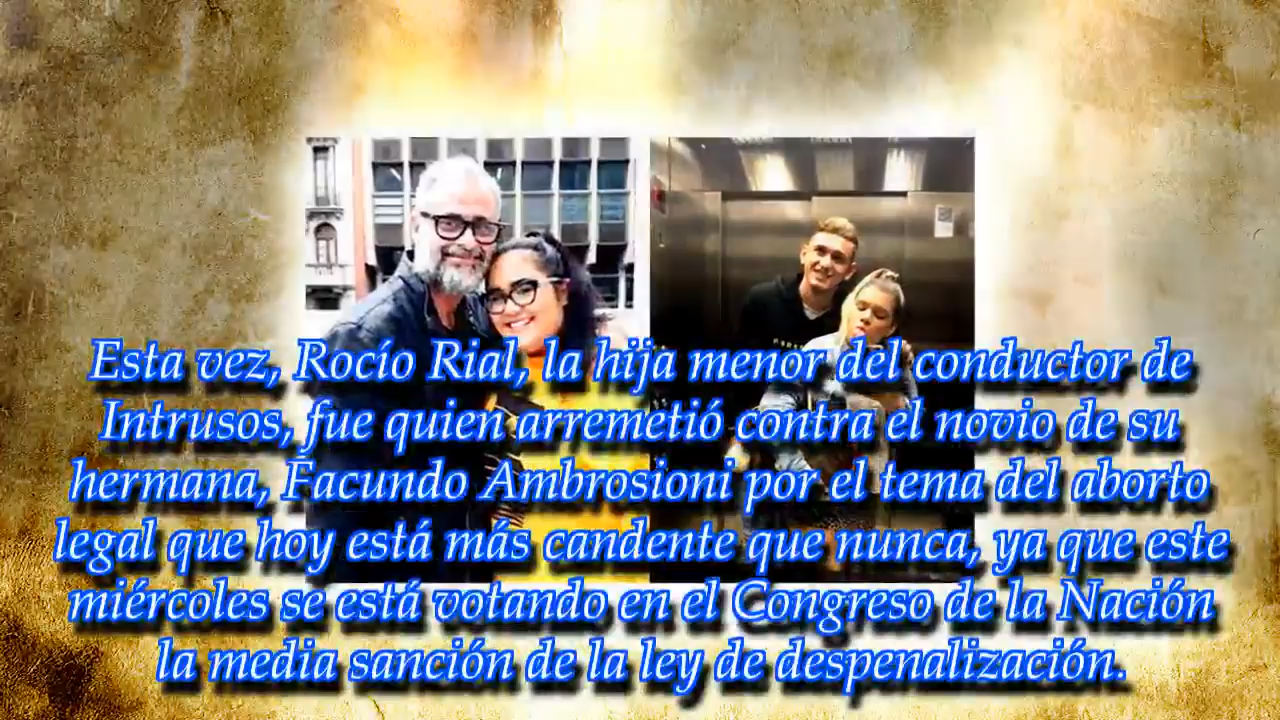 Esta vez, Rocío Rial, la hija menor del conductor de
Intrusos, fue quien arremetió contra el novio de su
hermana, Facundo Ambrosioni por el tema del aborto
legal que hoy está más candente que nunca, ya que este
miércoles se está votando en el Congreso de la Nación
la media sanción de la ley de despenalización.